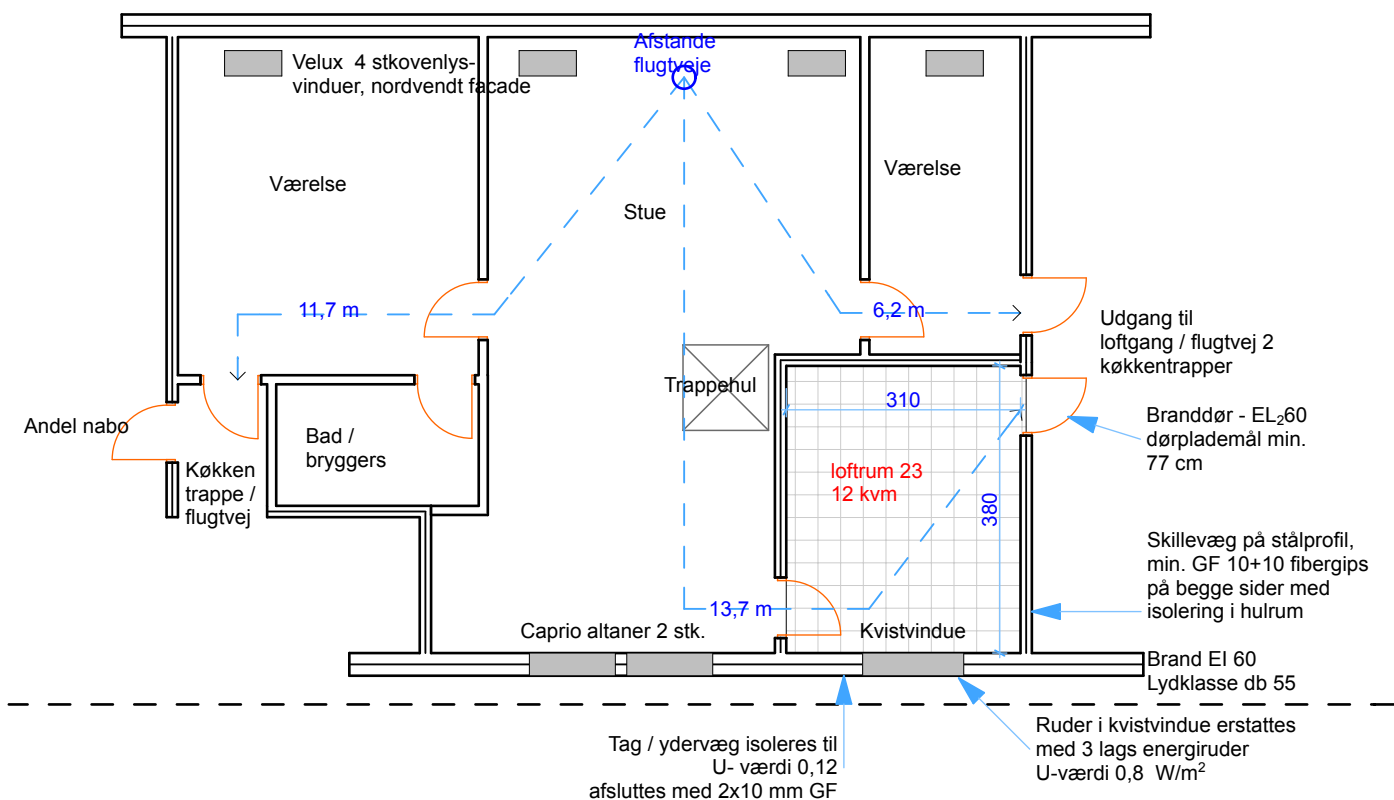 Afstande
flugtveje
Velux  4 stkovenlys-
vinduer, nordvendt facade
Værelse
Stue
Værelse
11,7 m
6,2 m
Udgang til
loftgang / flugtvej 2
køkkentrapper
Trappehul
310
Branddør - EL₂60
dørplademål min.
77 cm
Andel nabo
Bad /
bryggers
Køkken
trappe /
flugtvej
loftrum 23
12 kvm
380
Skillevæg på stålprofil,
min. GF 10+10 fibergips
på begge sider med
isolering i hulrum
13,7 m
Caprio altaner 2 stk.
Kvistvindue
Brand EI 60
Lydklasse db 55
Tag / ydervæg isoleres til
U- værdi 0,12
afsluttes med 2x10 mm GF
Ruder i kvistvindue erstattes
med 3 lags energiruder
U-værdi 0,8  W/m²